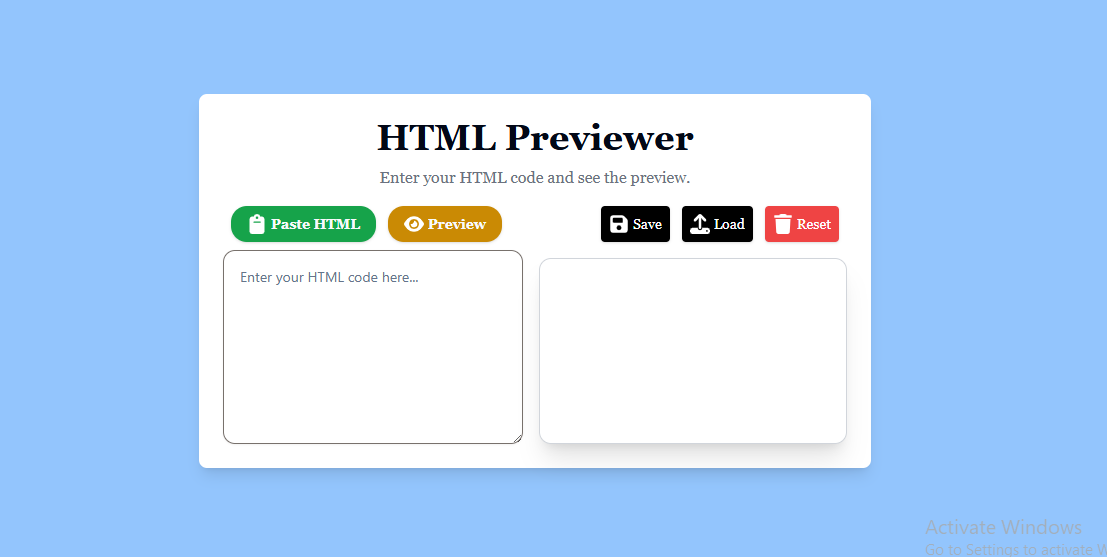 HTML Previewer
Enter your HTML code and see the preview.
Paste HTML Preview Save Load Reset
Enter your HTML code here...
Activate Windows
Go to Settings to activate W